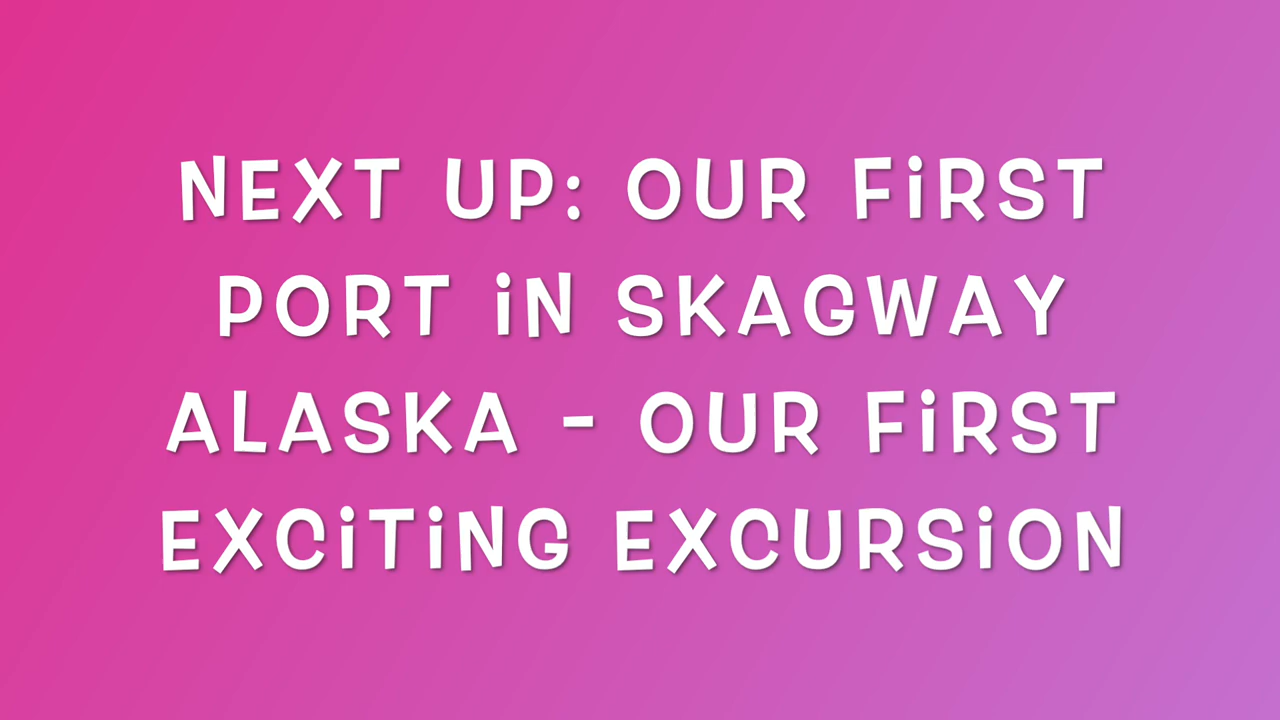 NEXT UP: OUR FiRST
PORT iN SKAGWAY
ALASKA - OUR FiRST
EXCiTiNG EXCURSiON